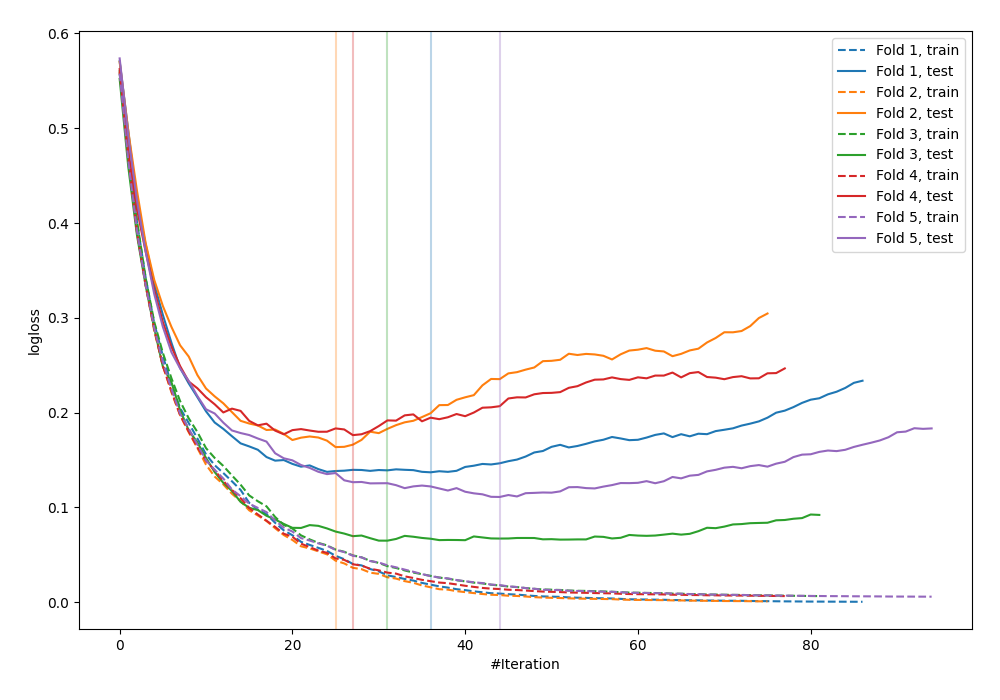 0.6
0.5
0.4
0.3
0.2
0.1
0.0
logloss
0
20
40
60
80
#Iteration
Fold 1, train
Fold 1, test
Fold 2, train
Fold 2, test
Fold 3, train
Fold 3, test
Fold 4, train
Fold 4, test
Fold 5, train
Fold 5, test